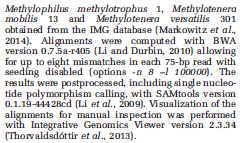 Methylophilus methylotrophus 1, Methylotenera
mobilis 13 and Methylotenera versatilis 301
obtained from the IMG database (Markowitz et al.,
2014). Alignments were computed with BWA
version 0.7.5a-r405 (Li and Durbin, 2010) allowing
for up to eight mismatches in each 75-bp read with
seeding disabled (options -n 8 –l 100000). The
results were postprocessed, including single nucleo-
tide polymorphism calling, with SAMtools version
0.1.19-44428cd (Li et al., 2009). Visualization of the
alignments for manual inspection was performed
with Integrative Genomics Viewer version 2.3.34
(Thorvaldsdóttir et al., 2013).